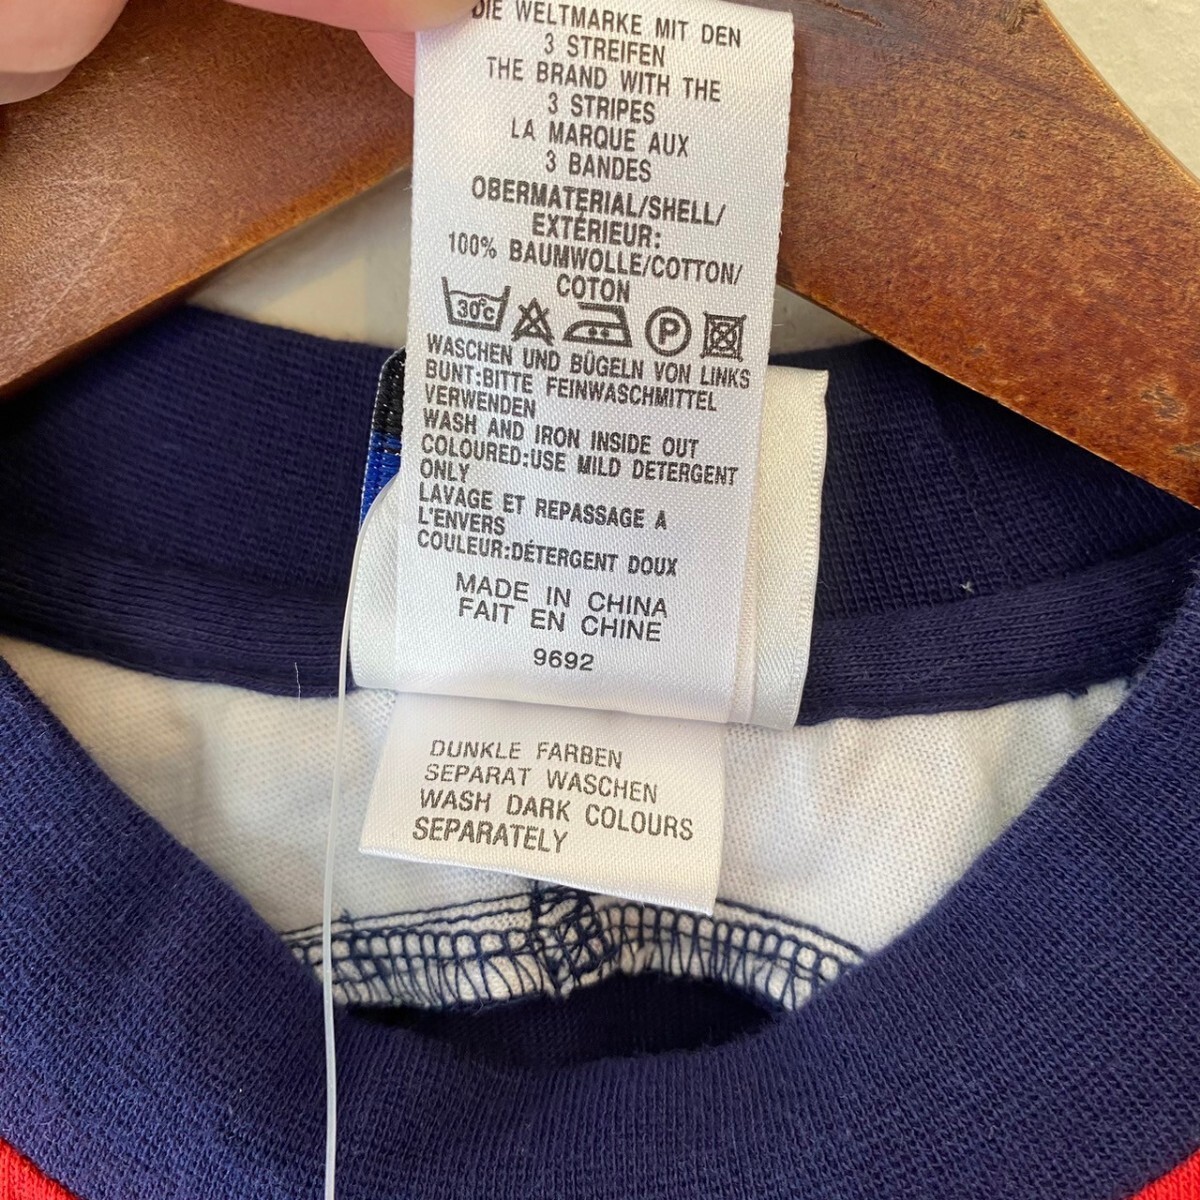 DIE WELTMARKE MIT DEN
3 STREIFEN
THE BRAND WITH THE
3 STRIPES
LA MARQUE AUX
3 BANDES
OBERMATERIAL/SHELL/
EXTÉRIEUR:
100% BAUMWOLLE/COTTON/
COTON
30°C P
WASCHEN UND BÜGELN VON LINKS
BUNT:BITTE FEINWASCHMITTEL
VERWENDEN
WASH AND IRON INSIDE OUT
COLOURED:USE MILD DETERGENT
ONLY
LAVAGE ET REPASSAGE A
L'ENVERS
COULEUR:DÉTERGENT DOUX
MADE IN CHINA
FAIT EN CHINE
9692
DUNKLE FARBEN
SEPARAT WASCHEN
WASH DARK COLOURS
SEPARATELY